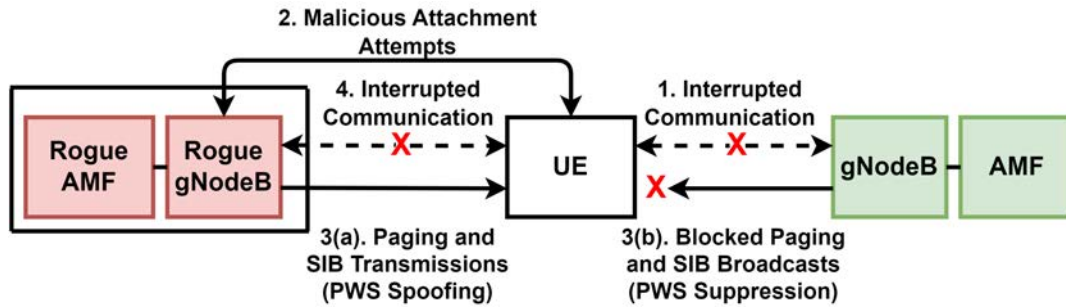 2. Malicious Attachment
Attempts
4. Interrupted
Communication
1. Interrupted
Communication
X
X
Rogue
AMF
Rogue
gNodeB
UE
gNodeB
AMF
X
3(a). Paging and
SIB Transmissions
(PWS Spoofing)
3(b). Blocked Paging
and SIB Broadcasts
(PWS Suppression)